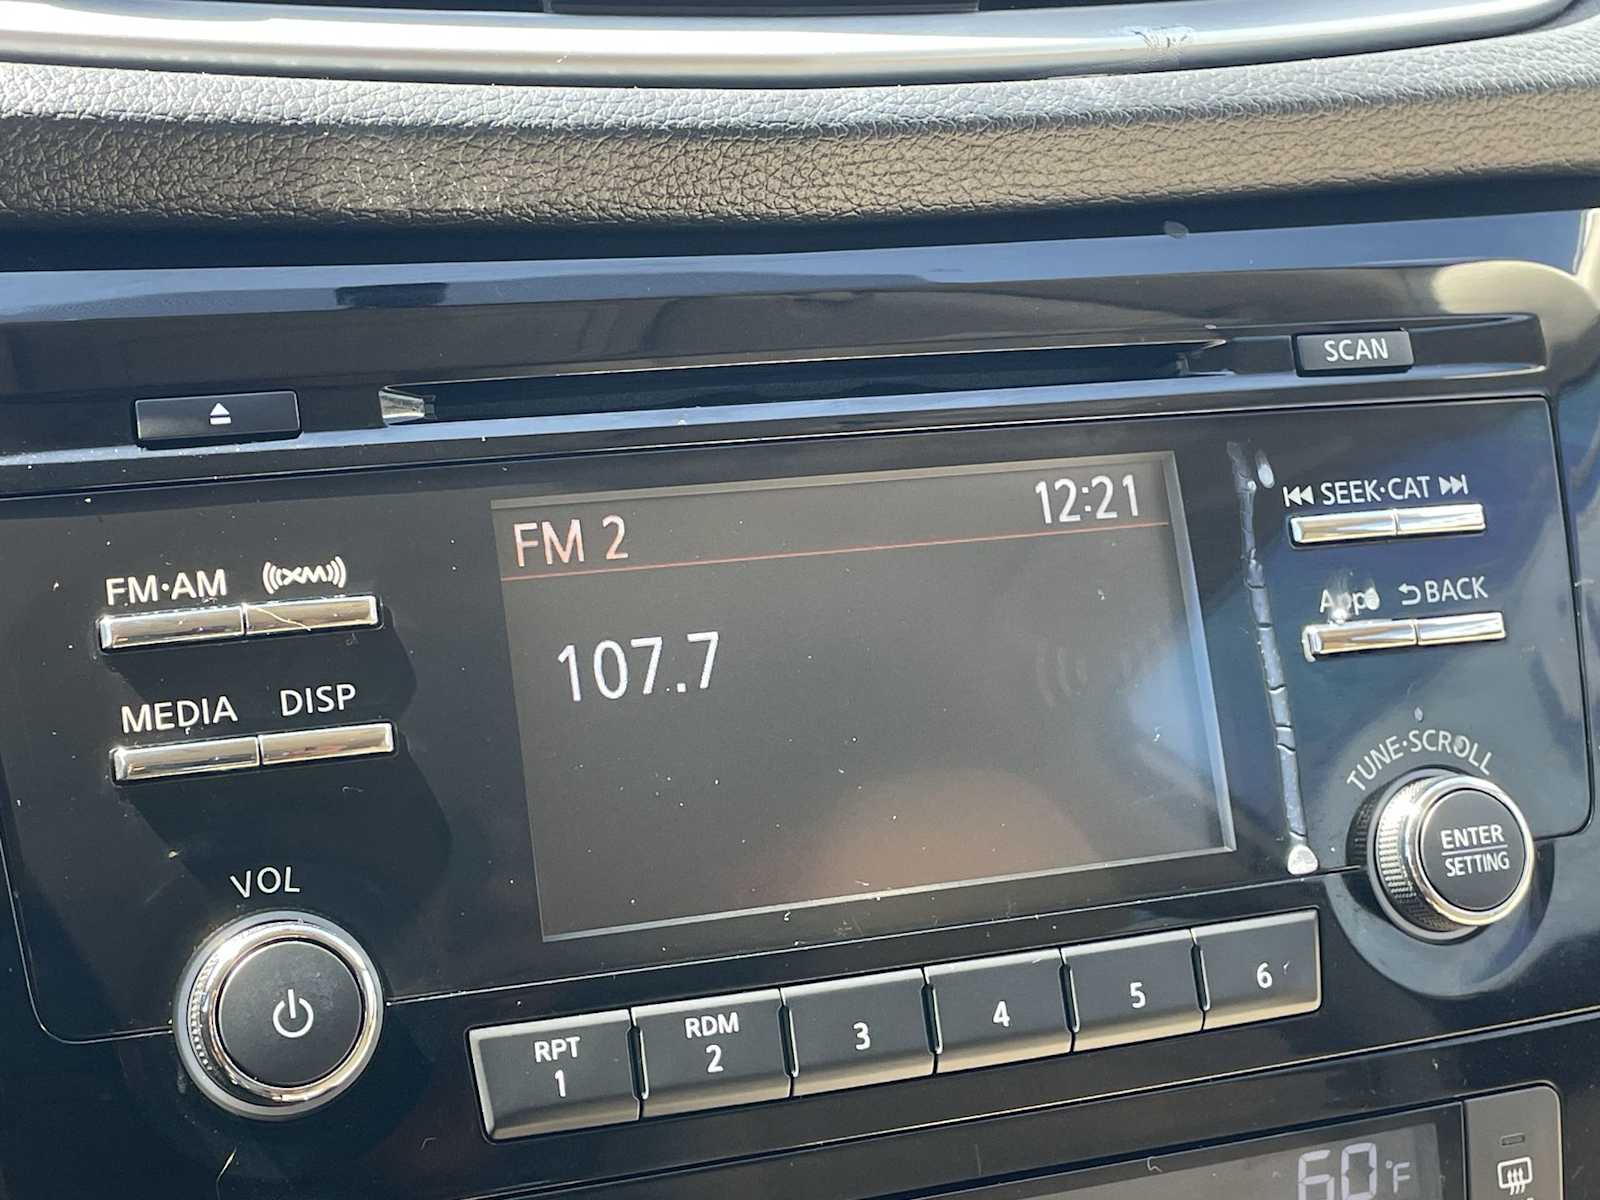 SCAN
FM 2 12:21
SEEK·CAT
FM·AM XM
107.7
Apps BACK
MEDIA DISP
TUNE·SCROLL
VOL
ENTER
SETTING
RPT
1
RDM
2
3
4
5
6
60°F